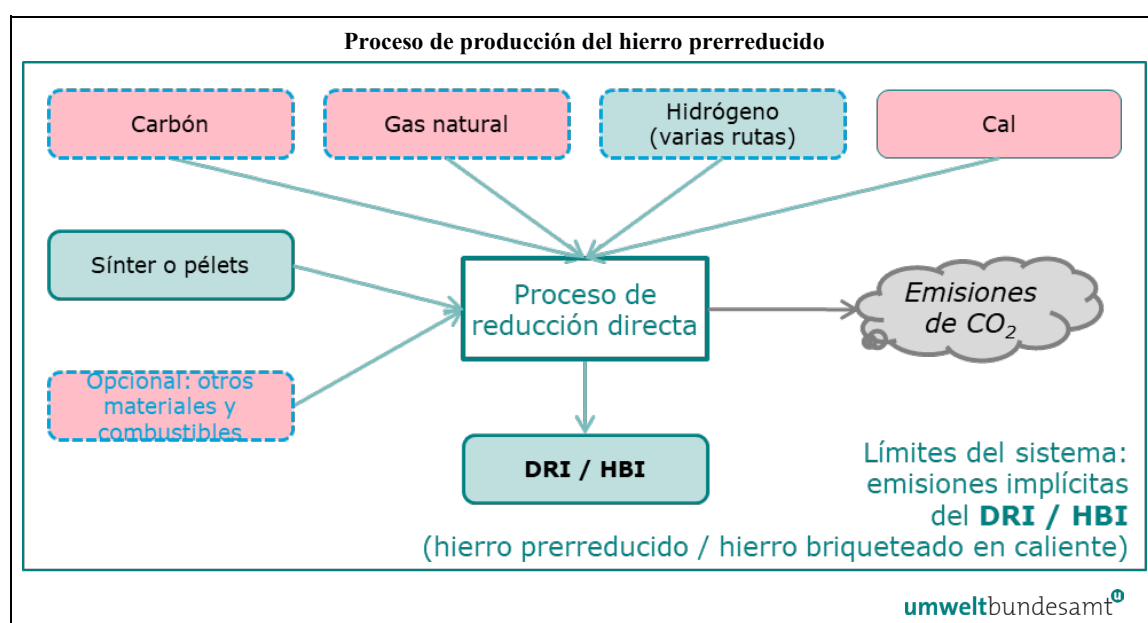 Proceso de producción del hierro prerreducido
Carbón
Gas natural
Hidrógeno
(varias rutas)
Cal
Sínter o pélets
Proceso de
reducción directa
Emisiones
de CO2
Opcional: otros
materiales y
combustibles
DRI / HBI
Límites del sistema:
emisiones implícitas
del DRI / HBI
(hierro prerreducido / hierro briqueteado en caliente)
umweltbundesamt